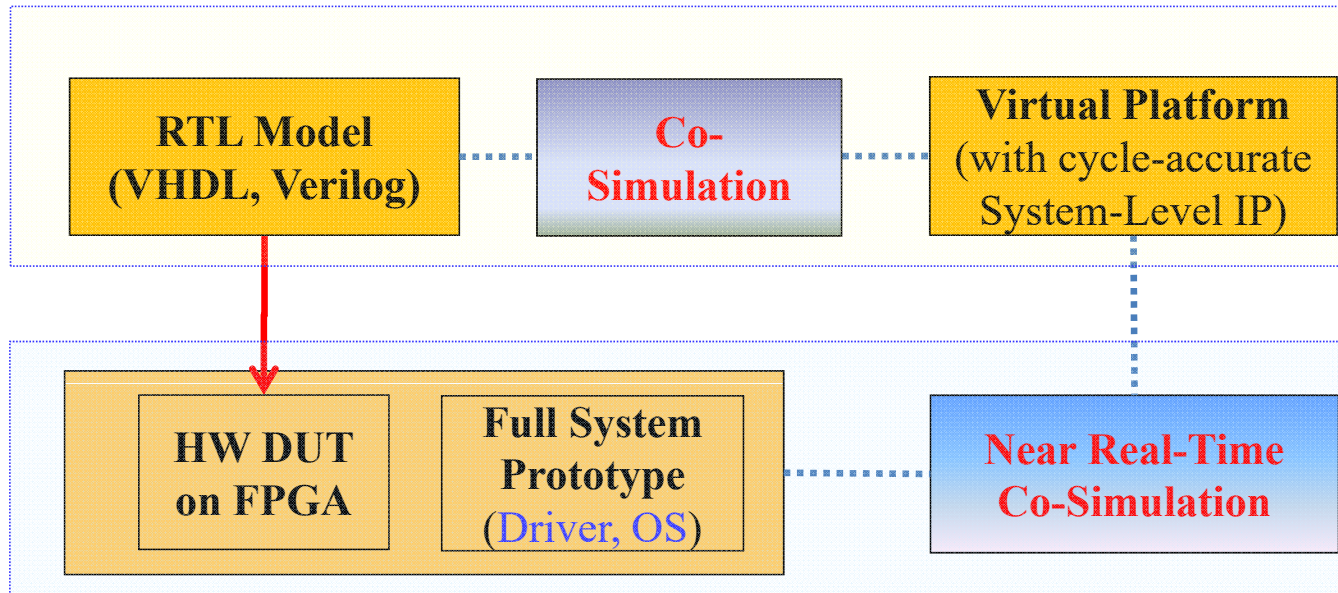 RTL Model
(VHDL, Verilog)
Co-
Simulation
Virtual Platform
(with cycle-accurate
System-Level IP)
HW DUT
on FPGA
Full System
Prototype
(Driver, OS)
Near Real-Time
Co-Simulation